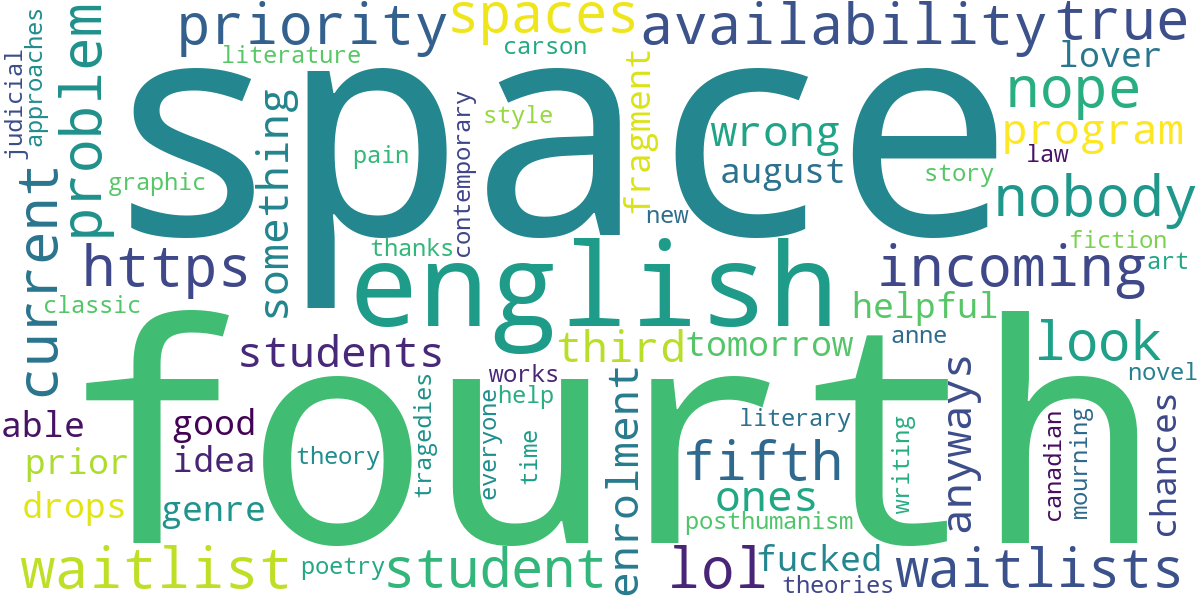 priority
spaces
availability
true
judicial
approaches
problem
literature
carson
lover
space
something
pain
contemporary
style
fragment
wrong
nope
program
law
august
story
graphic
current
nobody
new
thanks
https
english
incoming
fiction
art
classic
helpful
anne
look
students
third
tomorrow
novel
fourth
works
help
able
good
idea
theory
tragedies
everyone
time
enrolment
literary
fifth
writing
anyways
canadian
mourning
chances
prior
drops
genre
ones
posthumanism
waitlist
poetry
student
lol
fucked
theories
waitlists